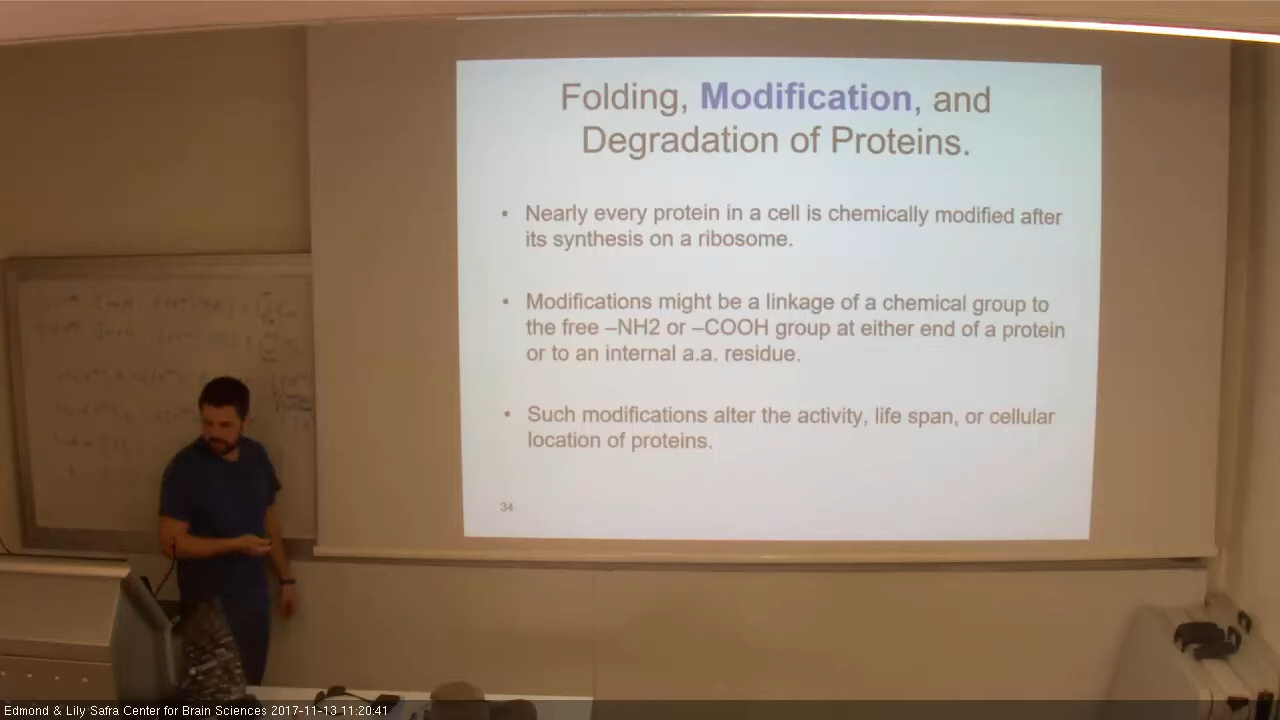 Folding, Modification, and
Degradation of Proteins.
• Nearly every protein in a cell is chemically modified after
its synthesis on a ribosome.
• Modifications might be a linkage of a chemical group to
the free –NH2 or –COOH group at either end of a protein
or to an internal a.a. residue.
• Such modifications alter the activity, life span, or cellular
location of proteins.
34
Edmond & Lily Safra Center for Brain Sciences 2017-11-13 11:20:41